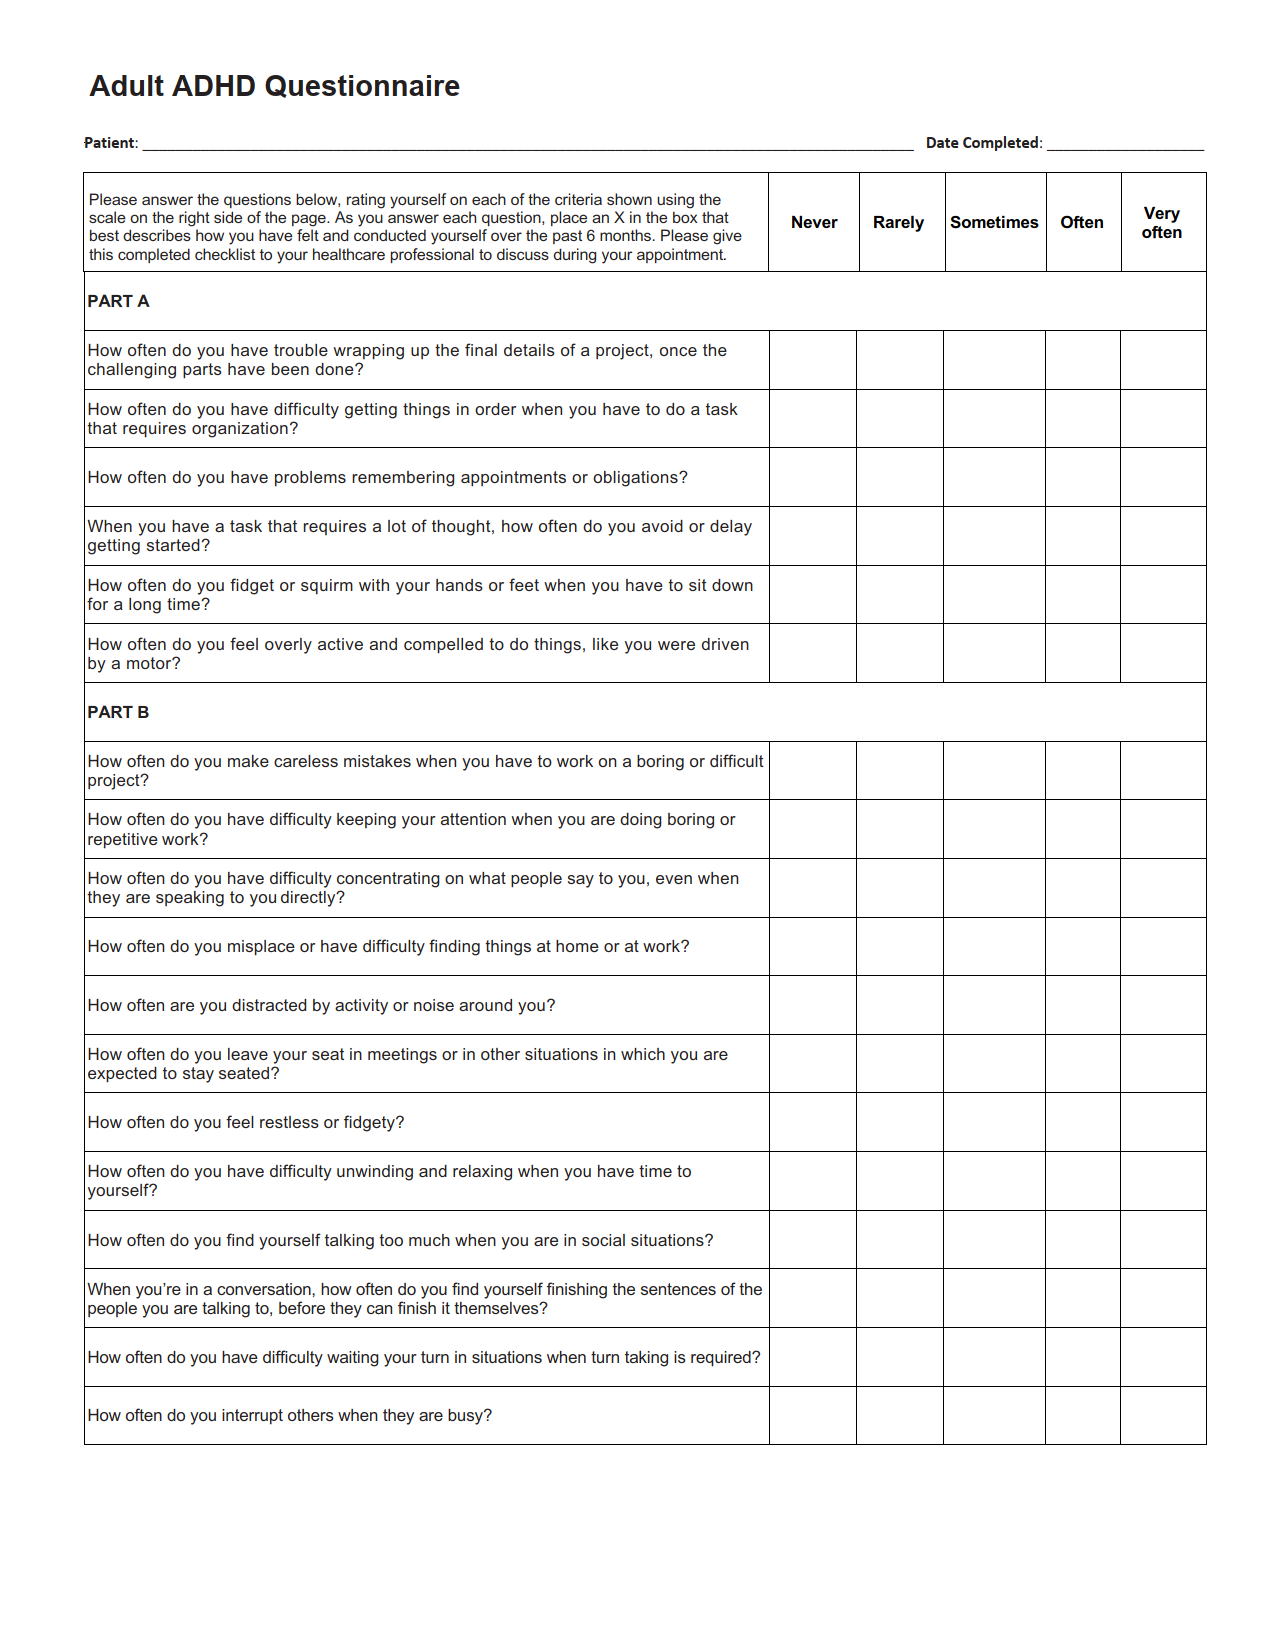 Adult ADHD Questionnaire
Patient: ________________ Date Completed: ________________
Please answer the questions below, rating yourself on each of the criteria shown using the
scale on the right side of the page. As you answer each question, place an X in the box that
best describes how you have felt and conducted yourself over the past 6 months. Please give
this completed checklist to your healthcare professional to discuss during your appointment.
Never
Rarely
Sometimes
Often
Very
often
PART A
How often do you have trouble wrapping up the final details of a project, once the
challenging parts have been done?
How often do you have difficulty getting things in order when you have to do a task
that requires organization?
How often do you have problems remembering appointments or obligations?
When you have a task that requires a lot of thought, how often do you avoid or delay
getting started?
How often do you fidget or squirm with your hands or feet when you have to sit down
for a long time?
How often do you feel overly active and compelled to do things, like you were driven
by a motor?
PART B
How often do you make careless mistakes when you have to work on a boring or difficult
project?
How often do you have difficulty keeping your attention when you are doing boring or
repetitive work?
How often do you have difficulty concentrating on what people say to you, even when
they are speaking to you directly?
How often do you misplace or have difficulty finding things at home or at work?
How often are you distracted by activity or noise around you?
How often do you leave your seat in meetings or in other situations in which you are
expected to stay seated?
How often do you feel restless or fidgety?
How often do you have difficulty unwinding and relaxing when you have time to
yourself?
How often do you find yourself talking too much when you are in social situations?
When you’re in a conversation, how often do you find yourself finishing the sentences of the
people you are talking to, before they can finish it themselves?
How often do you have difficulty waiting your turn in situations when turn taking is required?
How often do you interrupt others when they are busy?